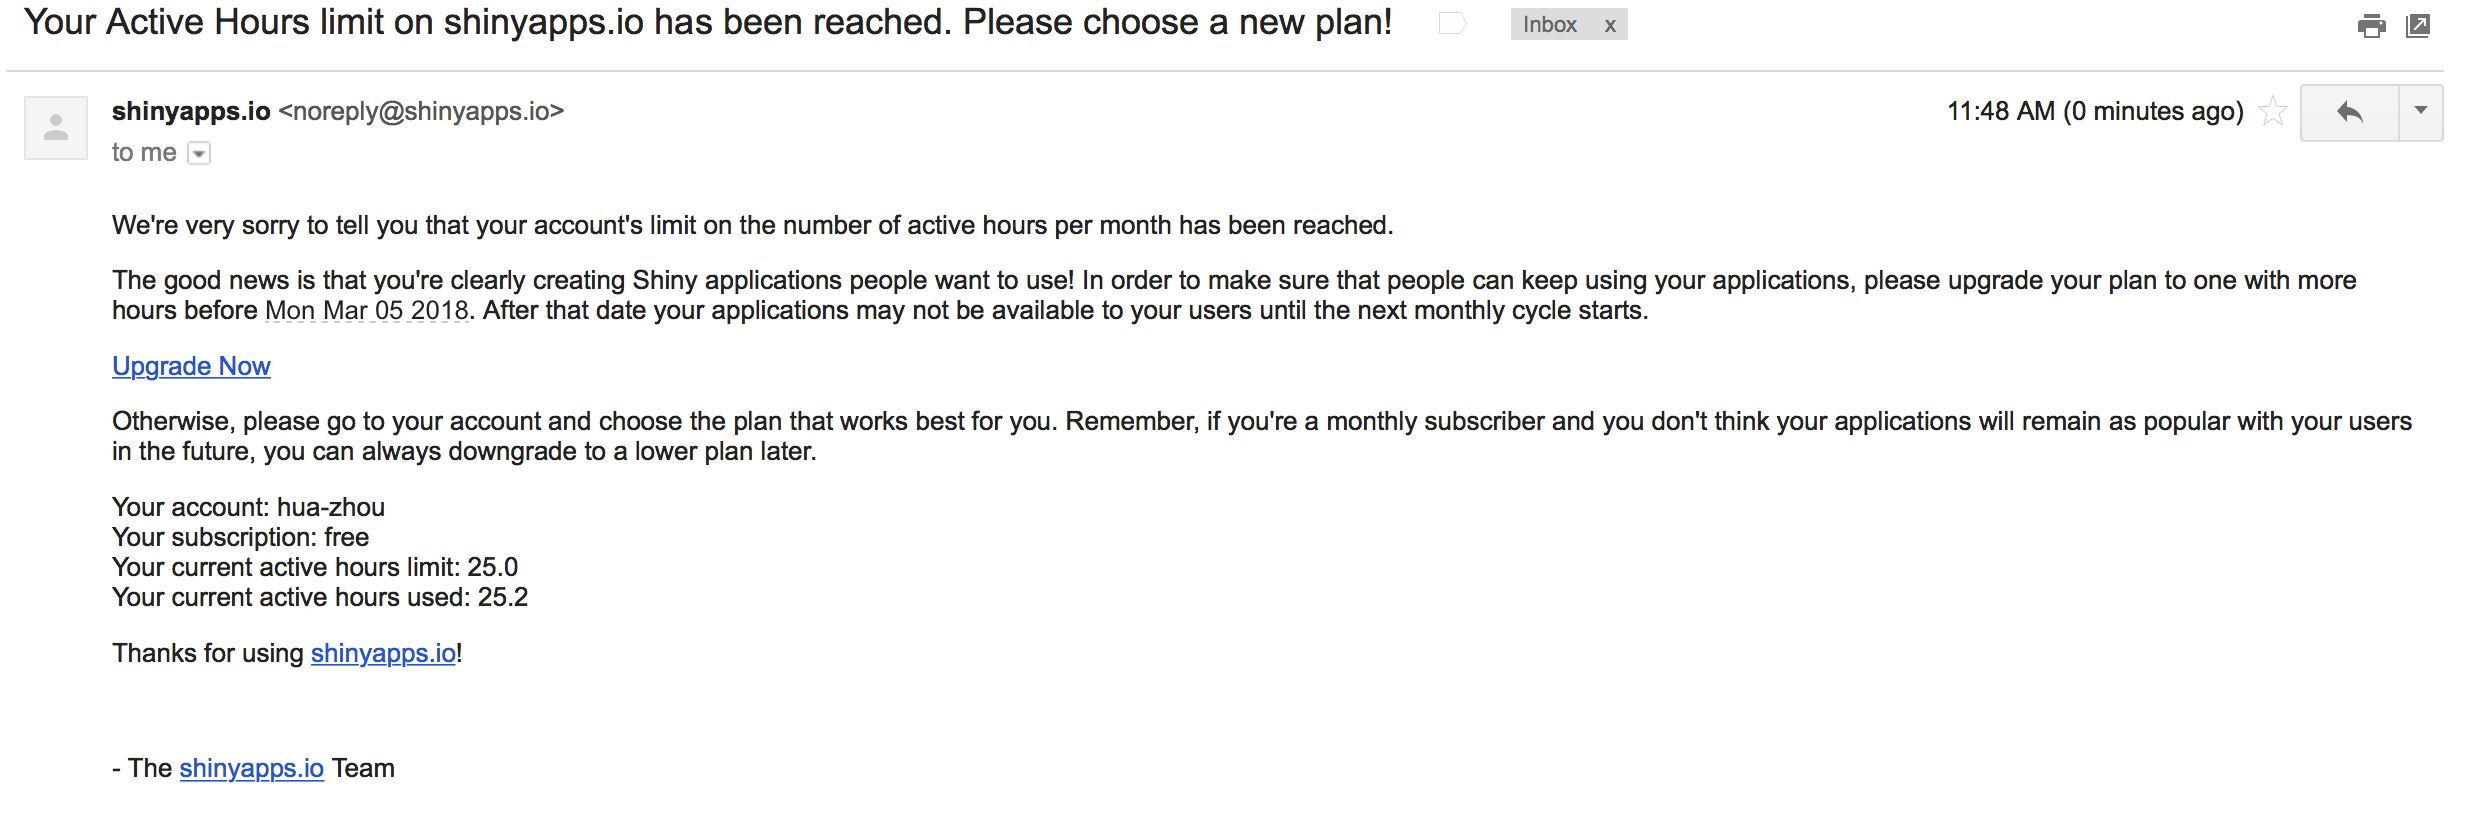 Your Active Hours limit on shinyapps.io has been reached. Please choose a new plan!
Inbox x
shinyapps.io <noreply@shinyapps.io>
11:48 AM (0 minutes ago)
to me
We're very sorry to tell you that your account's limit on the number of active hours per month has been reached.
The good news is that you're clearly creating Shiny applications people want to use! In order to make sure that people can keep using your applications, please upgrade your plan to one with more
hours before Mon Mar 05 2018. After that date your applications may not be available to your users until the next monthly cycle starts.
Upgrade Now
Otherwise, please go to your account and choose the plan that works best for you. Remember, if you're a monthly subscriber and you don't think your applications will remain as popular with your users
in the future, you can always downgrade to a lower plan later.
Your account: hua-zhou
Your subscription: free
Your current active hours limit: 25.0
Your current active hours used: 25.2
Thanks for using shinyapps.io!
- The shinyapps.io Team